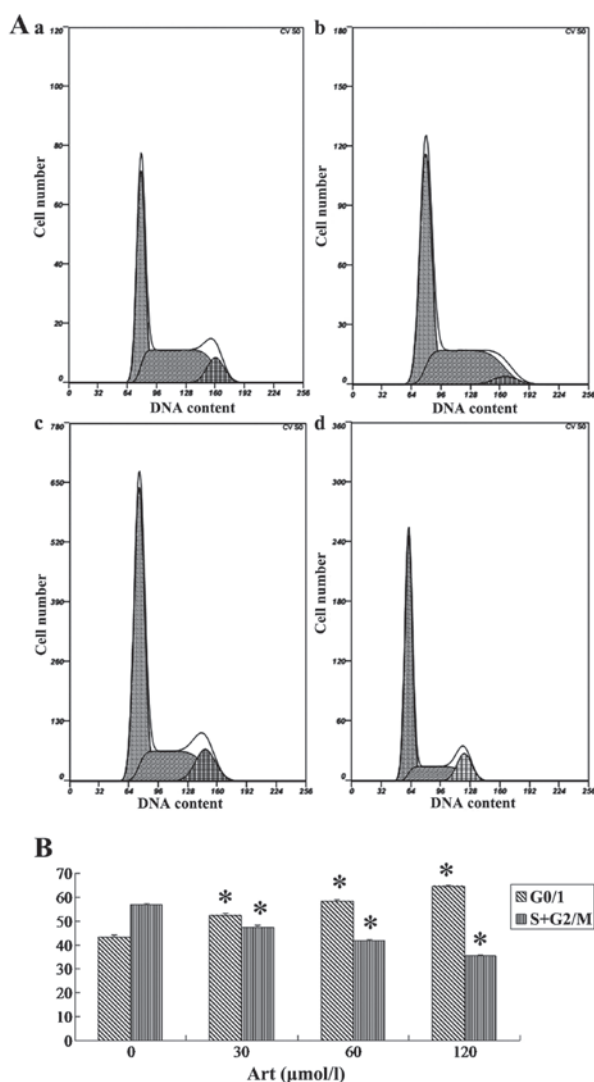 A a
b
CV 50
CV 50
120
100
80
60
40
20
0
Cell number
0 32 64 96 128 160 192 224 256
DNA content
180
150
120
90
60
30
0
Cell number
0 32 64 96 128 160 192 224 256
DNA content
c
d
CV 50
CV 50
780
650
520
390
260
130
0
Cell number
0 32 64 96 128 160 192 224 256
DNA content
360
300
240
180
120
60
0
Cell number
0 32 64 96 128 160 192 224 256
DNA content
B
70
60
50
40
30
20
10
0
* * * * * *
G0/1
S+G2/M
0 30 60 120
Art (µmol/l)